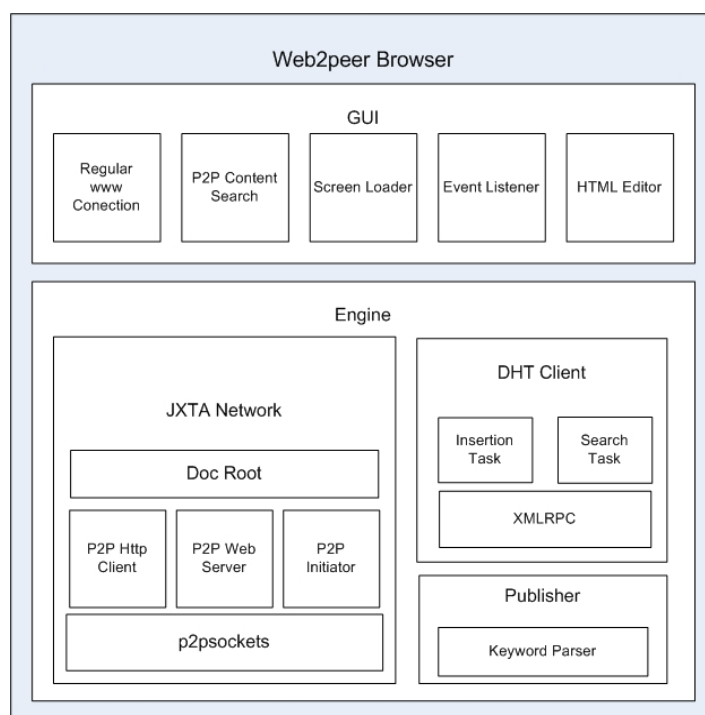 Web2peer Browser
GUI
Regular
www
Conection
P2P Content
Search
Screen Loader
Event Listener
HTML Editor
Engine
JXTA Network
Doc Root
P2P Http
Client
P2P Web
Server
P2P
Initiator
p2psockets
DHT Client
Insertion
Task
Search
Task
XMLRPC
Publisher
Keyword Parser